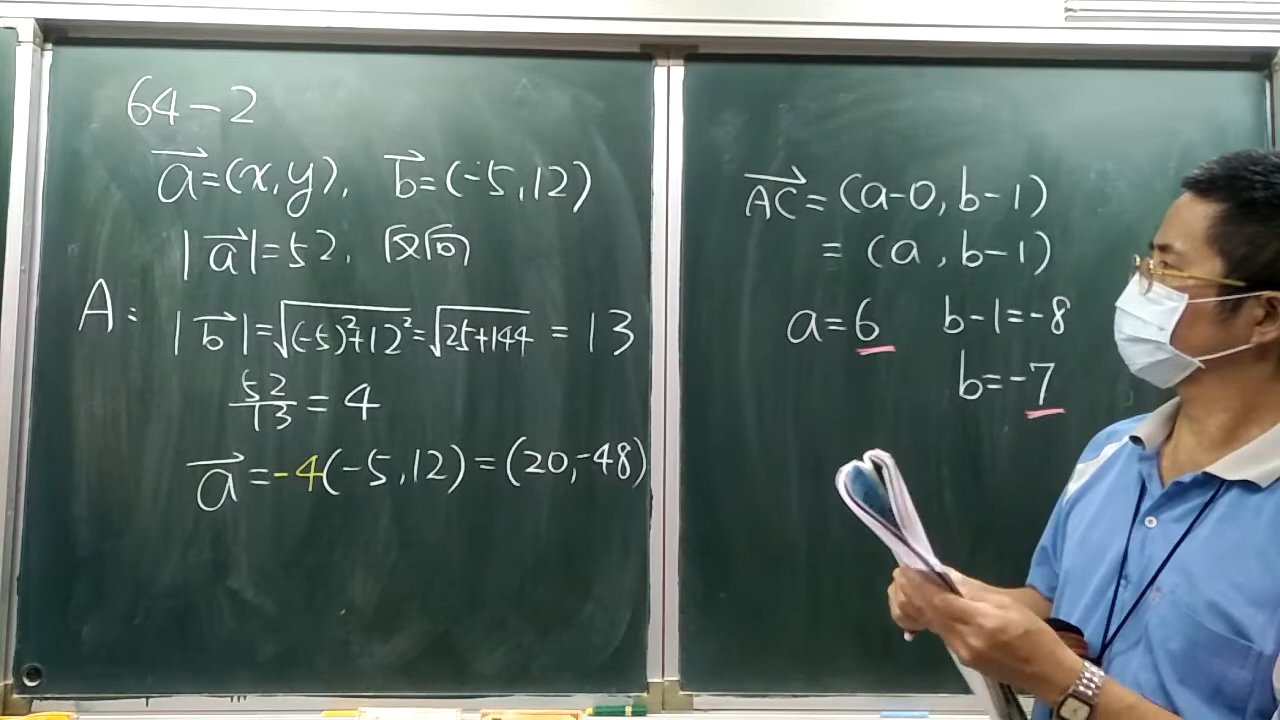 64-2
a⃗=(x,y), b⃗=(-5,12)
|a⃗|=52, 反向
A:
|b⃗|=√((-5)²+12²)=√(25+144) = 13
52/13 = 4
a⃗=-4(-5,12)=(20,-48)
AC⃗=(a-0,b-1)
=(a,b-1)
a=6 b-1=-8
b=-7